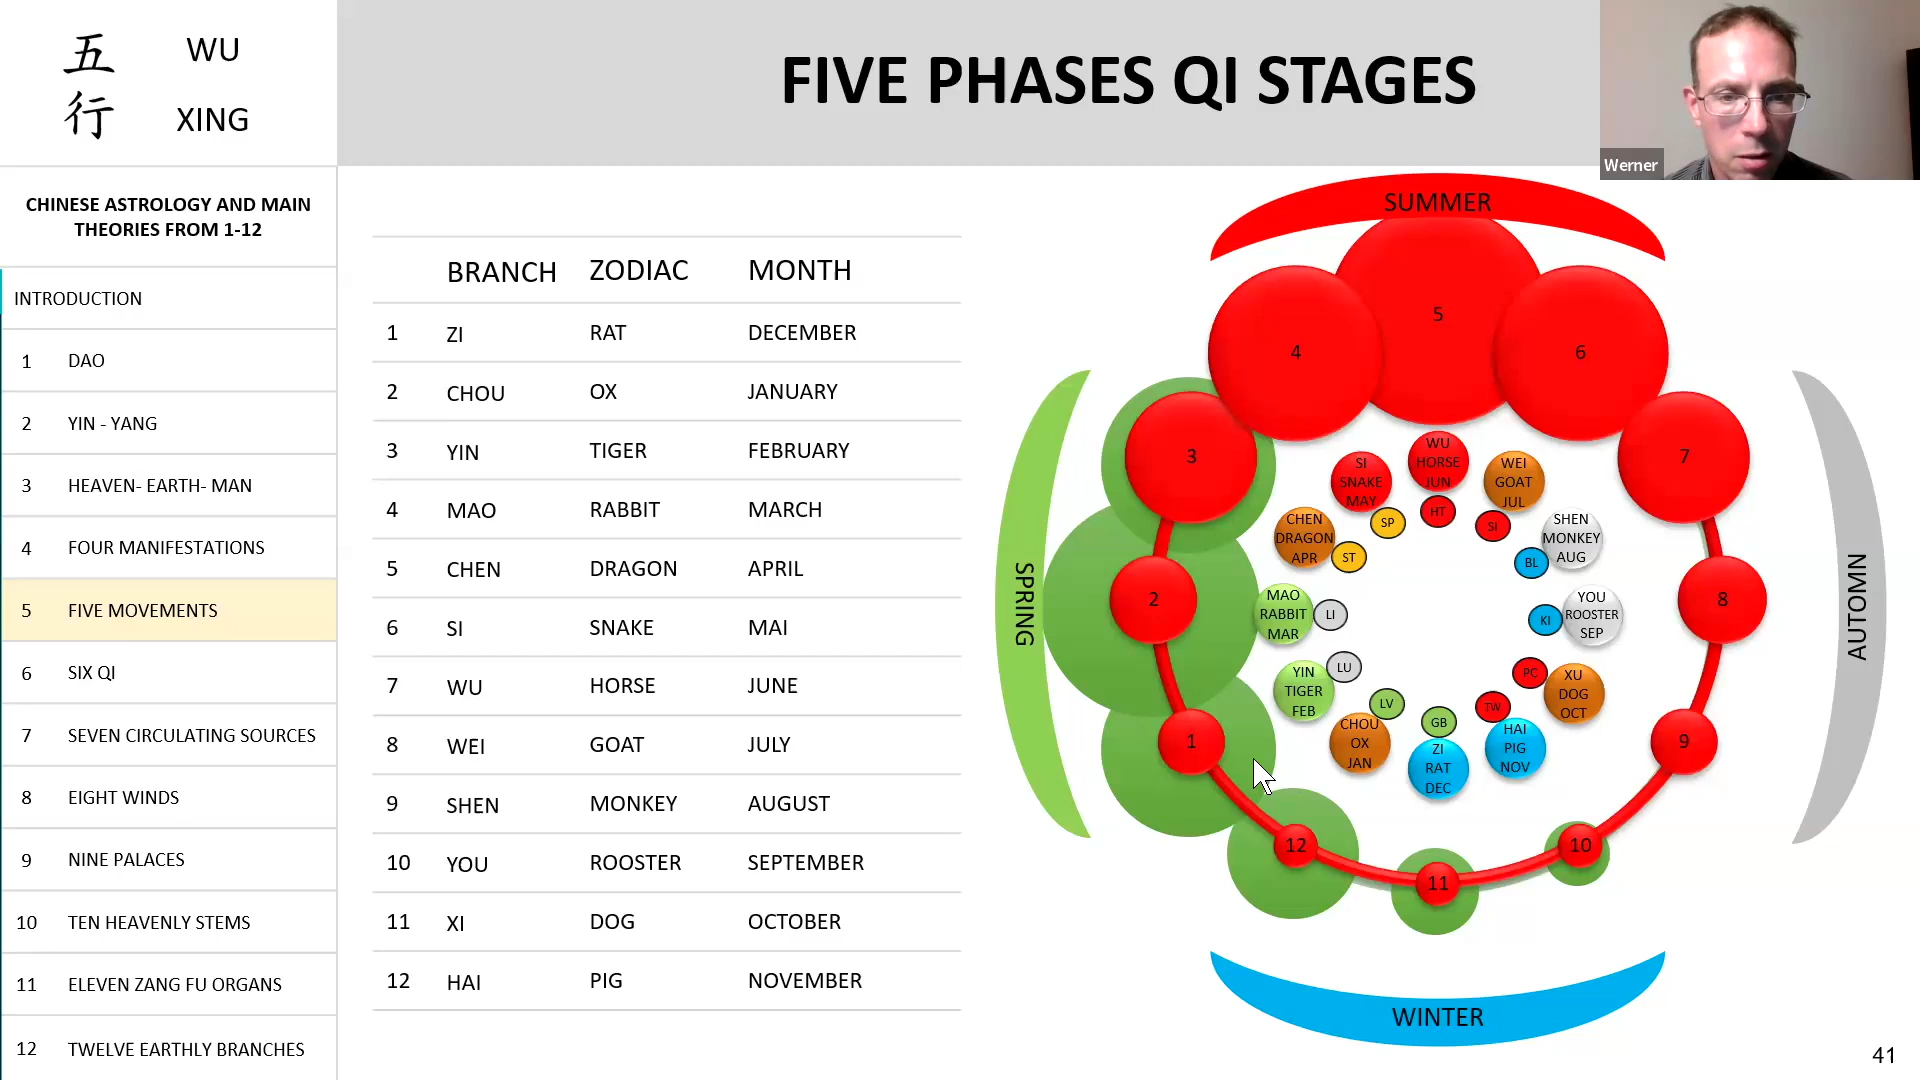 五 WU
行 XING
FIVE PHASES QI STAGES
Werner
CHINESE ASTROLOGY AND MAIN
THEORIES FROM 1-12
INTRODUCTION
1 DAO
2 YIN - YANG
3 HEAVEN- EARTH- MAN
4 FOUR MANIFESTATIONS
5 FIVE MOVEMENTS
6 SIX QI
7 SEVEN CIRCULATING SOURCES
8 EIGHT WINDS
9 NINE PALACES
10 TEN HEAVENLY STEMS
11 ELEVEN ZANG FU ORGANS
12 TWELVE EARTHLY BRANCHES
BRANCH ZODIAC MONTH
1 ZI RAT DECEMBER
2 CHOU OX JANUARY
3 YIN TIGER FEBRUARY
4 MAO RABBIT MARCH
5 CHEN DRAGON APRIL
6 SI SNAKE MAI
7 WU HORSE JUNE
8 WEI GOAT JULY
9 SHEN MONKEY AUGUST
10 YOU ROOSTER SEPTEMBER
11 XI DOG OCTOBER
12 HAI PIG NOVEMBER
SUMMER
SPRING
AUTOMN
WINTER
5
4
6
3
7
2
8
1
9
12
10
11
WU
HORSE
JUN
HT
SI
SNAKE
MAY
SP
WEI
GOAT
JUL
SI
CHEN
DRAGON
APR
ST
SHEN
MONKEY
AUG
BL
MAO
RABBIT
MAR
LI
YOU
ROOSTER
SEP
KI
YIN
TIGER
FEB
LU
XU
DOG
OCT
PC
CHOU
OX
JAN
LV
ZI
RAT
DEC
GB
HAI
PIG
NOV
TW
41